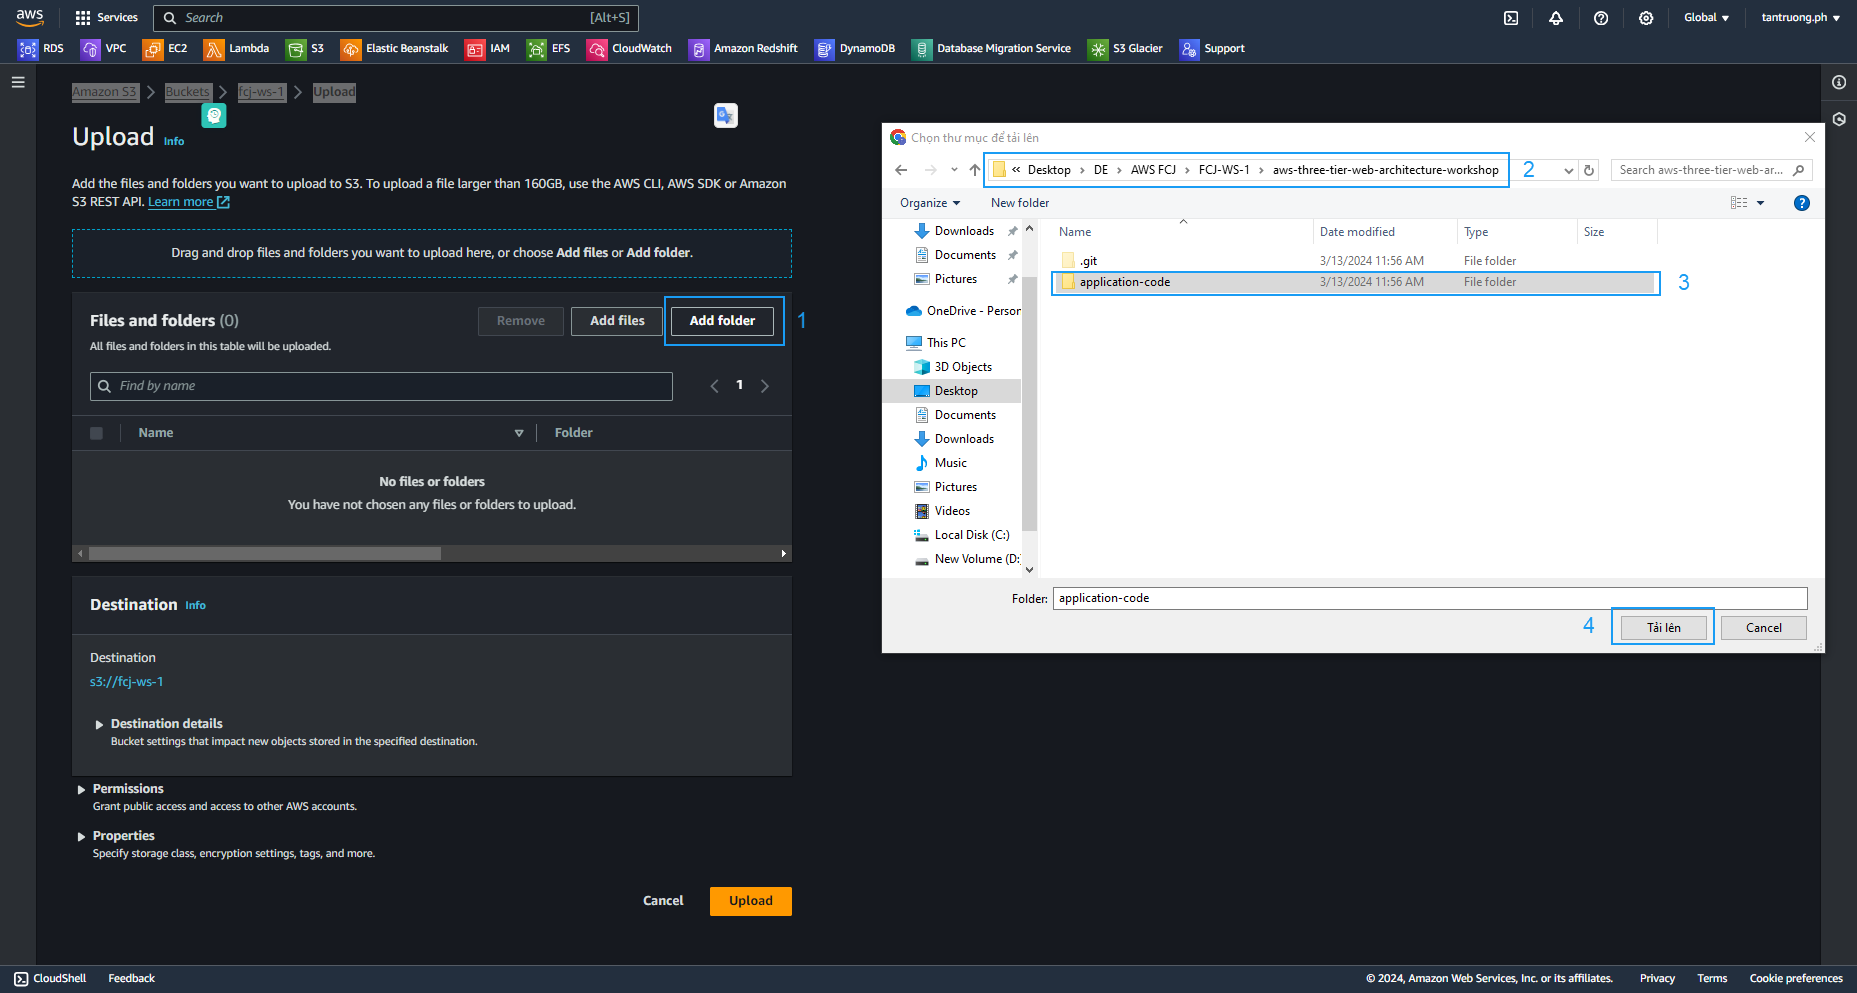 aws
Services
Search
[Alt+S]
Global
tantruong.ph
RDS
VPC
EC2
Lambda
S3
Elastic Beanstalk
IAM
EFS
CloudWatch
Amazon Redshift
DynamoDB
Database Migration Service
S3 Glacier
Support
Amazon S3
Buckets
fcj-ws-1
Upload
Upload Info
Add the files and folders you want to upload to S3. To upload a file larger than 160GB, use the AWS CLI, AWS SDK or Amazon
S3 REST API. Learn more
Drag and drop files and folders you want to upload here, or choose Add files or Add folder.
Files and folders (0)
Remove
Add files
Add folder
1
All files and folders in this table will be uploaded.
Find by name
1
Name
Folder
No files or folders
You have not chosen any files or folders to upload.
Destination Info
Destination
s3://fcj-ws-1
Destination details
Bucket settings that impact new objects stored in the specified destination.
Permissions
Grant public access and access to other AWS accounts.
Properties
Specify storage class, encryption settings, tags, and more.
Cancel
Upload
Chọn thư mục để tải lên
« Desktop › DE › AWS FCJ › FCJ-WS-1 › aws-three-tier-web-architecture-workshop
2
Search aws-three-tier-web-ar...
Organize
New folder
Downloads
Documents
Pictures
OneDrive - Person
This PC
3D Objects
Desktop
Documents
Downloads
Music
Pictures
Videos
Local Disk (C:)
New Volume (D:)
Name
Date modified
Type
Size
.git
3/13/2024 11:56 AM
File folder
application-code
3/13/2024 11:56 AM
File folder
3
Folder:
application-code
4
Tải lên
Cancel
CloudShell
Feedback
© 2024, Amazon Web Services, Inc. or its affiliates.
Privacy
Terms
Cookie preferences